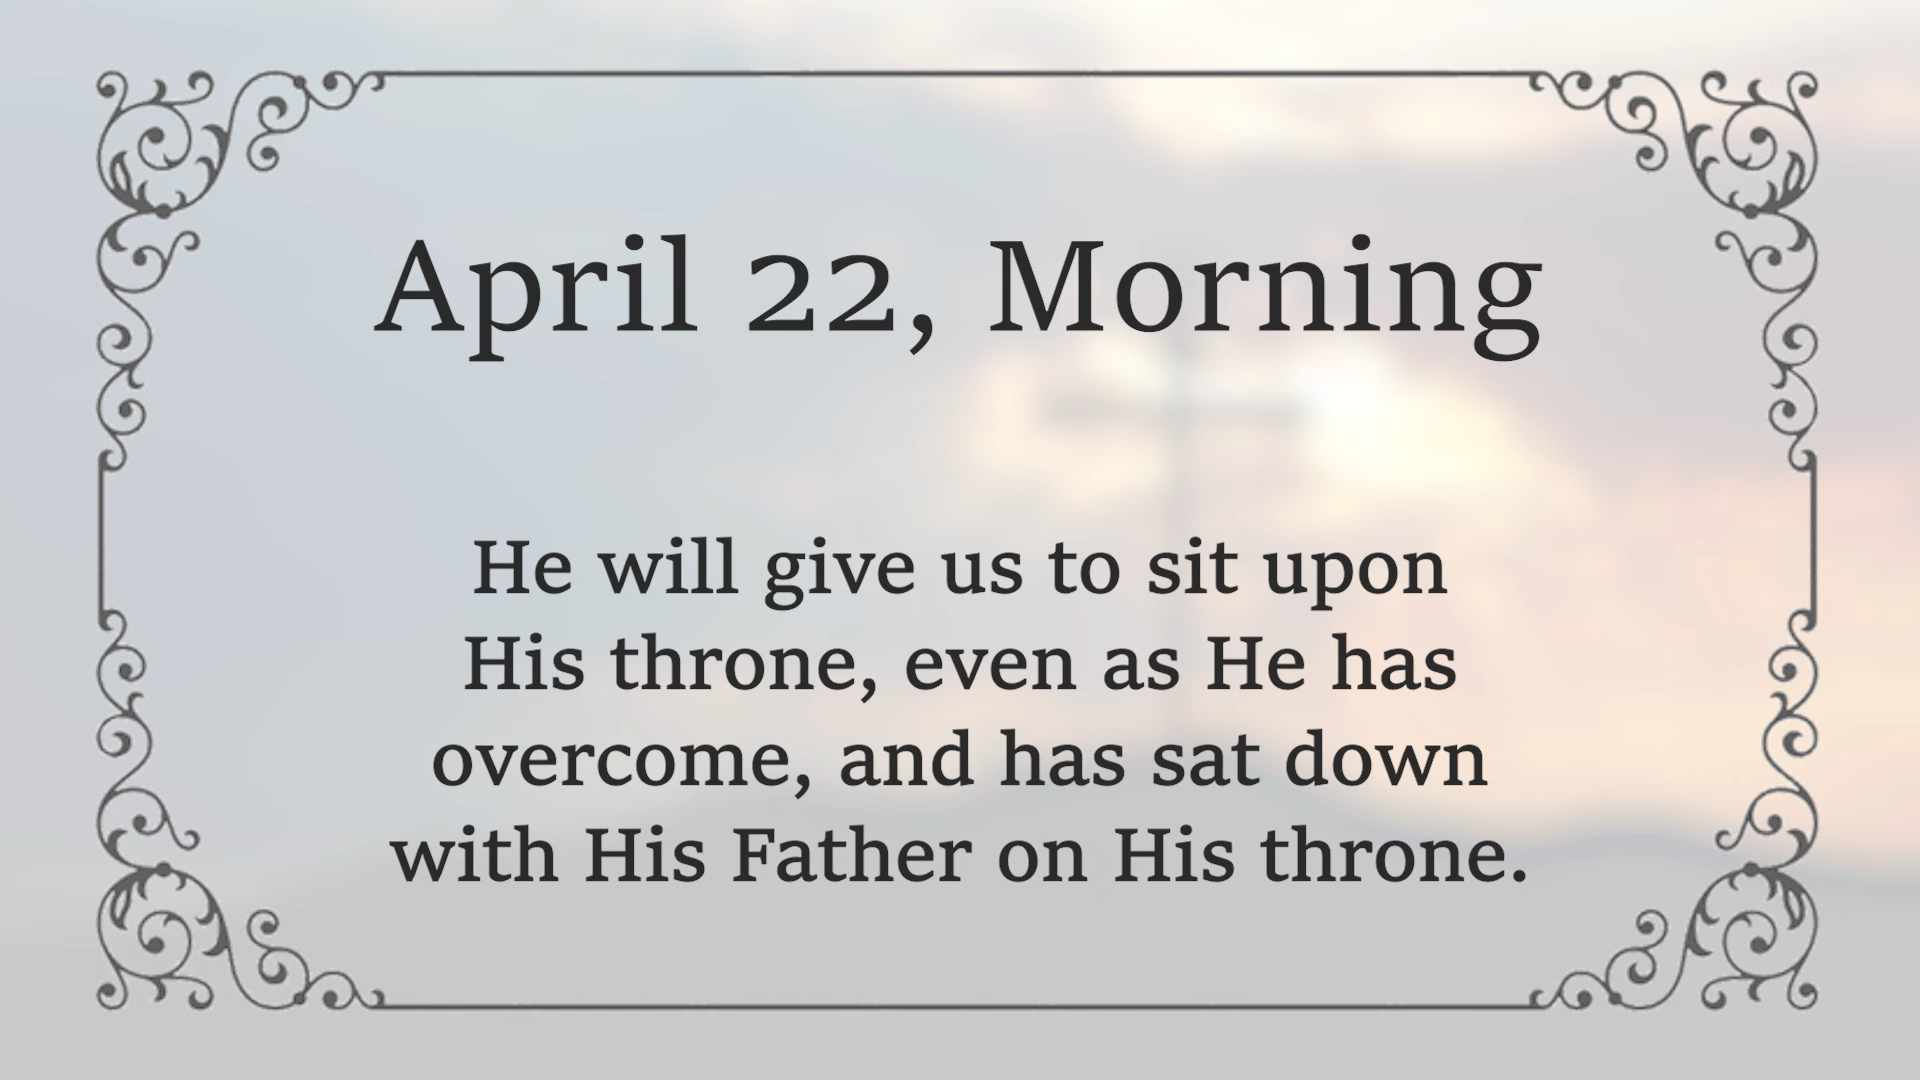 April 22, Morning
He will give us to sit upon
His throne, even as He has
overcome, and has sat down
with His Father on His throne.